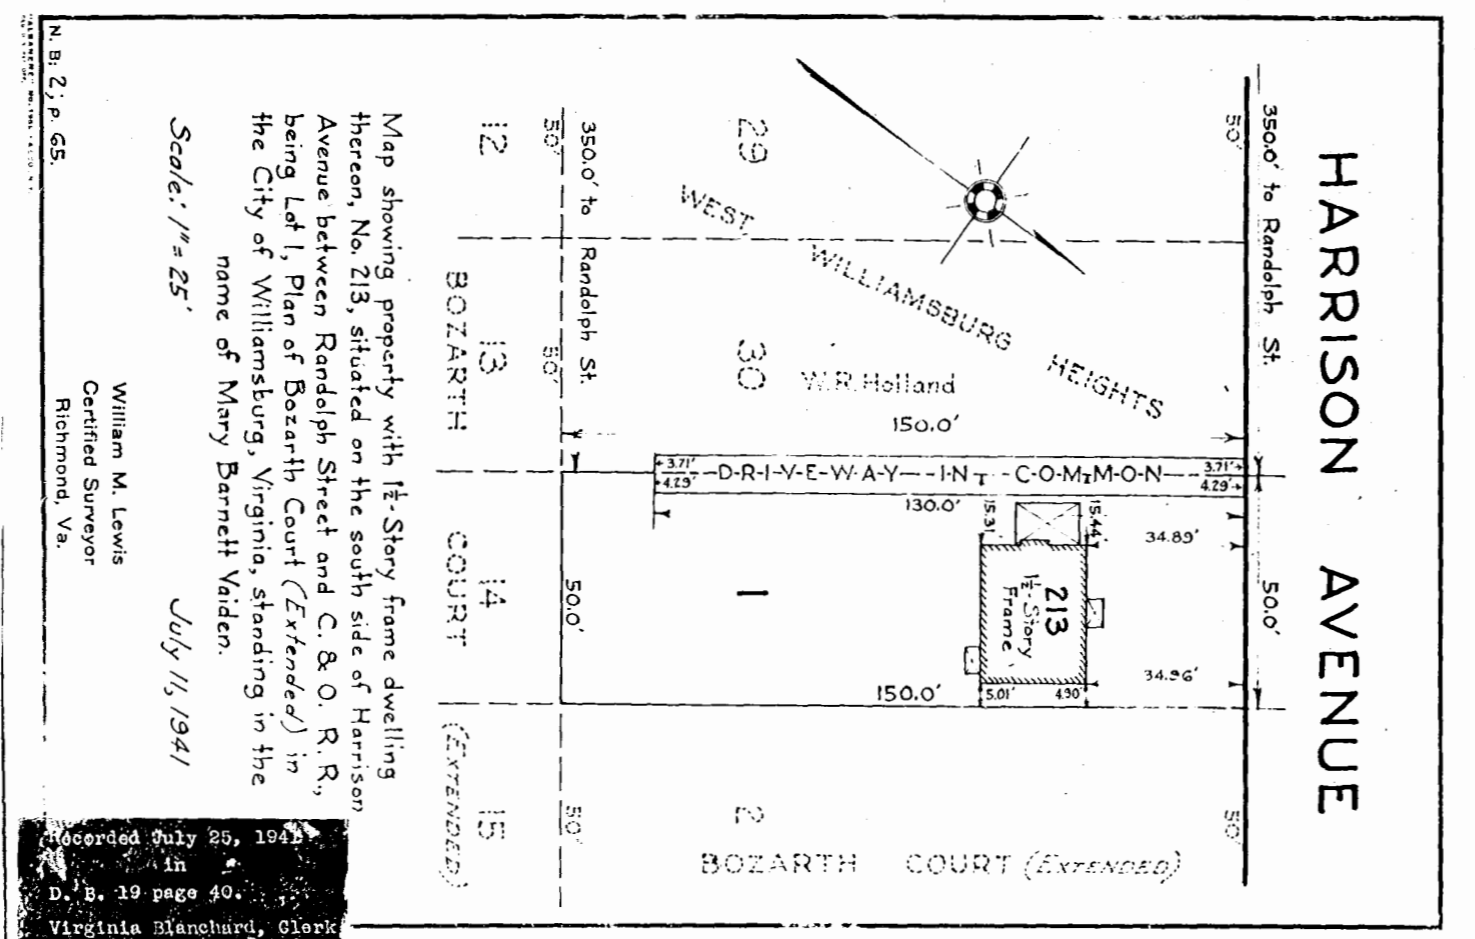 HARRISON AVENUE
350.0' to Randolph St.
50'
50.0'
50'
29
WEST WILLIAMSBURG HEIGHTS
30
W.R. Holland
150.0'
3.71' D-R-I-V-E-W-A-Y IN C-O-M-M-O-N 3.71'
4.29' 4.29'
130.0'
15.31
15.44'
34.89'
213
1½-Story
Frame
1
34.96'
150.0'
5.01'
4.90'
50.0'
2
BOZARTH COURT (EXTENDED)
350.0' to Randolph St.
50'
50'
50'
12
13
14
15
BOZARTH COURT (EXTENDED)
Map showing property with 1½-Story frame dwelling
thereon, No. 213, situated on the south side of Harrison
Avenue between Randolph Street and C. & O. R. R.,
being Lot 1, Plan of Bozarth Court (Extended) in
the City of Williamsburg, Virginia, standing in the
name of Mary Barnett Vaiden.
Scale: 1" = 25'
July 11, 1941
William M. Lewis
Certified Surveyor
Richmond, Va.
N. B: 2; p. 65.
Recorded July 25, 1941
in
D. B. 19 page 40.
Virginia Blanchard, Clerk